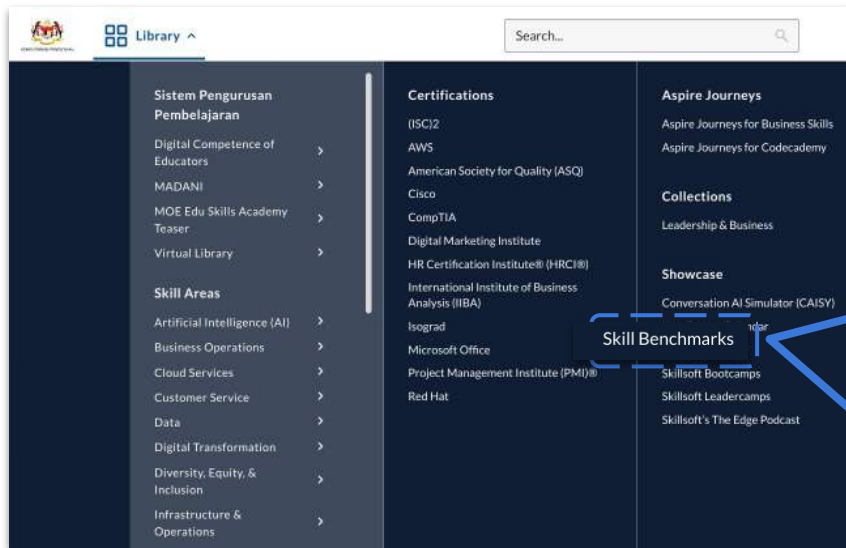 Library
Search...
Sistem Pengurusan
Pembelajaran
Digital Competence of
Educators
MADANI
MOE Edu Skills Academy
Teaser
Virtual Library
Skill Areas
Artificial Intelligence (AI)
Business Operations
Cloud Services
Customer Service
Data
Digital Transformation
Diversity, Equity, &
Inclusion
Infrastructure &
Operations
Certifications
(ISC)2
AWS
American Society for Quality (ASQ)
Cisco
CompTIA
Digital Marketing Institute
HR Certification Institute® (HRCI®)
International Institute of Business
Analysis (IIBA)
Isograd
Microsoft Office
Project Management Institute (PMI)®
Red Hat
Aspire Journeys
Aspire Journeys for Business Skills
Aspire Journeys for Codecademy
Collections
Leadership & Business
Showcase
Conversation AI Simulator (CAISY)
Skill Benchmarks
Skillsoft Bootcamps
Skillsoft Leadercamps
Skillsoft's The Edge Podcast